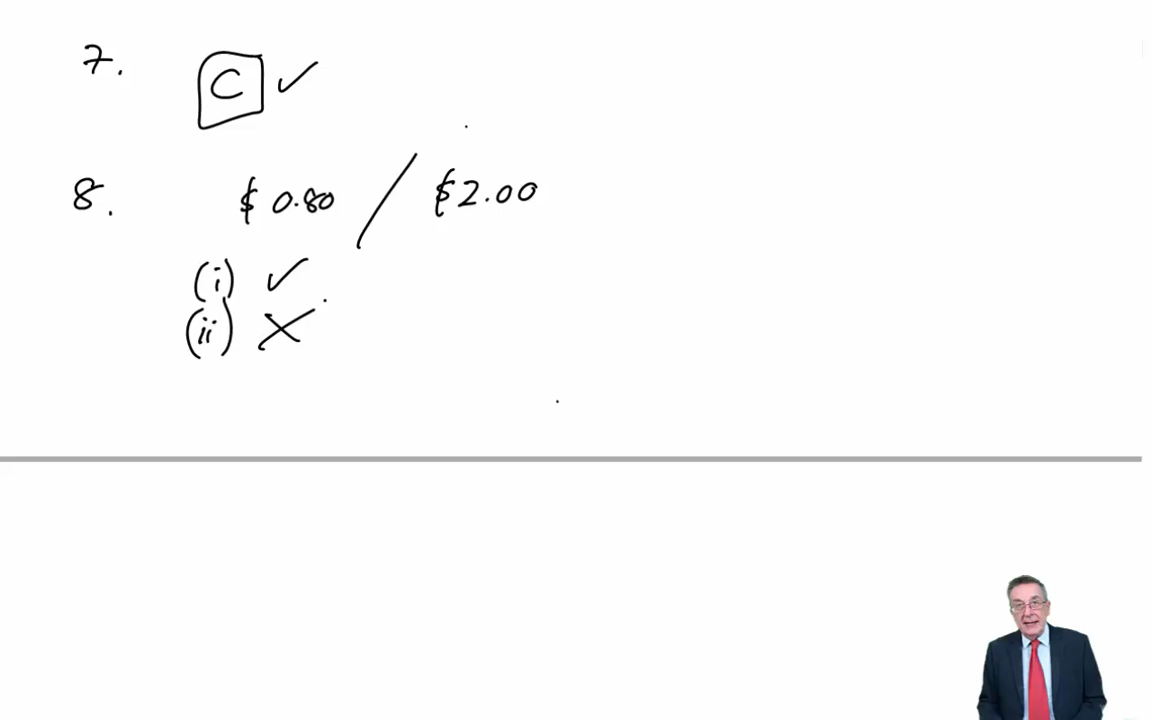 7. C ✓
8. $ 0.80 / $2.00
(i) ✓
(ii) X